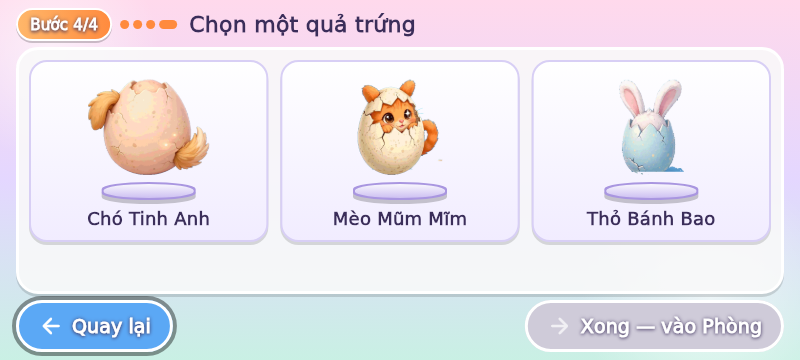 Bước 4/4
Chọn một quả trứng
Chó Tinh Anh
Mèo Mũm Mĩm
Thỏ Bánh Bao
← Quay lại
→ Xong — vào Phòng